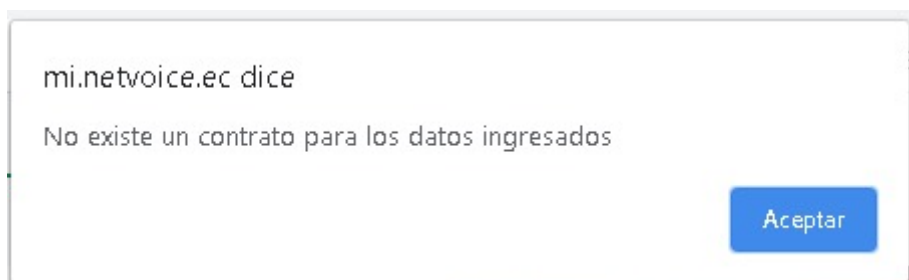 mi.netvoice.ec dice
No existe un contrato para los datos ingresados
Aceptar